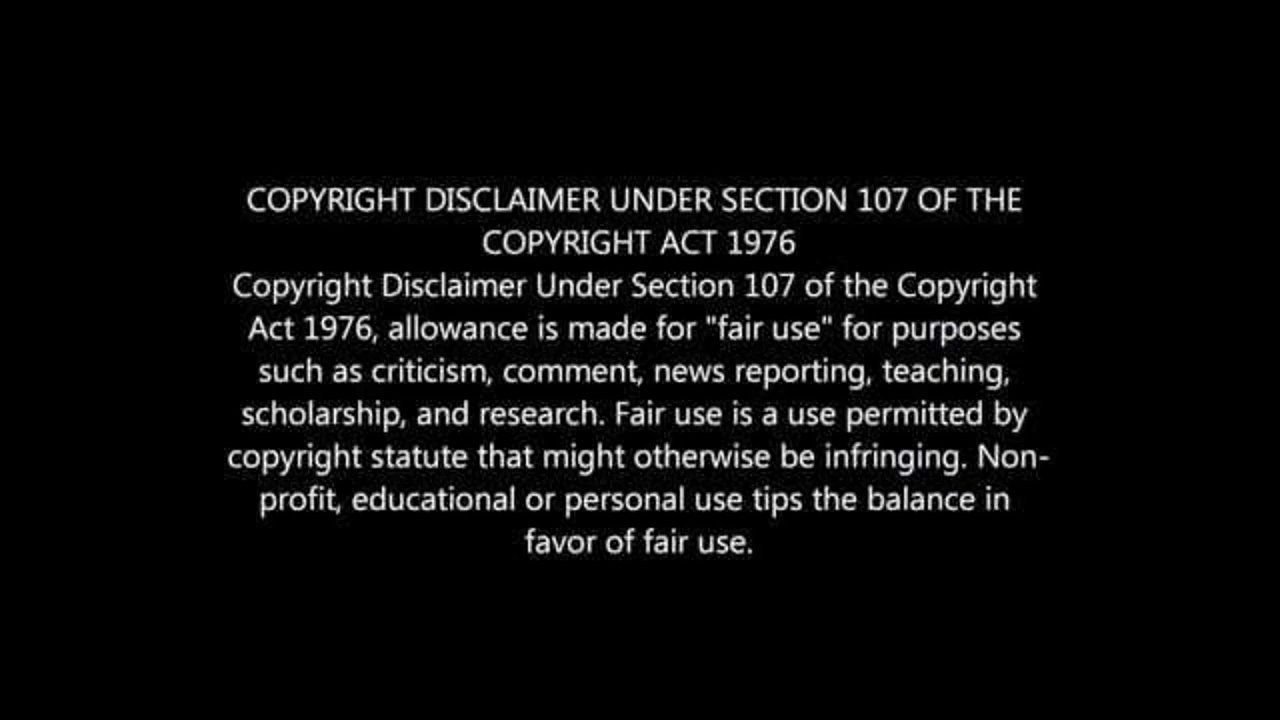 COPYRIGHT DISCLAIMER UNDER SECTION 107 OF THE
COPYRIGHT ACT 1976
Copyright Disclaimer Under Section 107 of the Copyright
Act 1976, allowance is made for "fair use" for purposes
such as criticism, comment, news reporting, teaching,
scholarship, and research. Fair use is a use permitted by
copyright statute that might otherwise be infringing. Non-
profit, educational or personal use tips the balance in
favor of fair use.